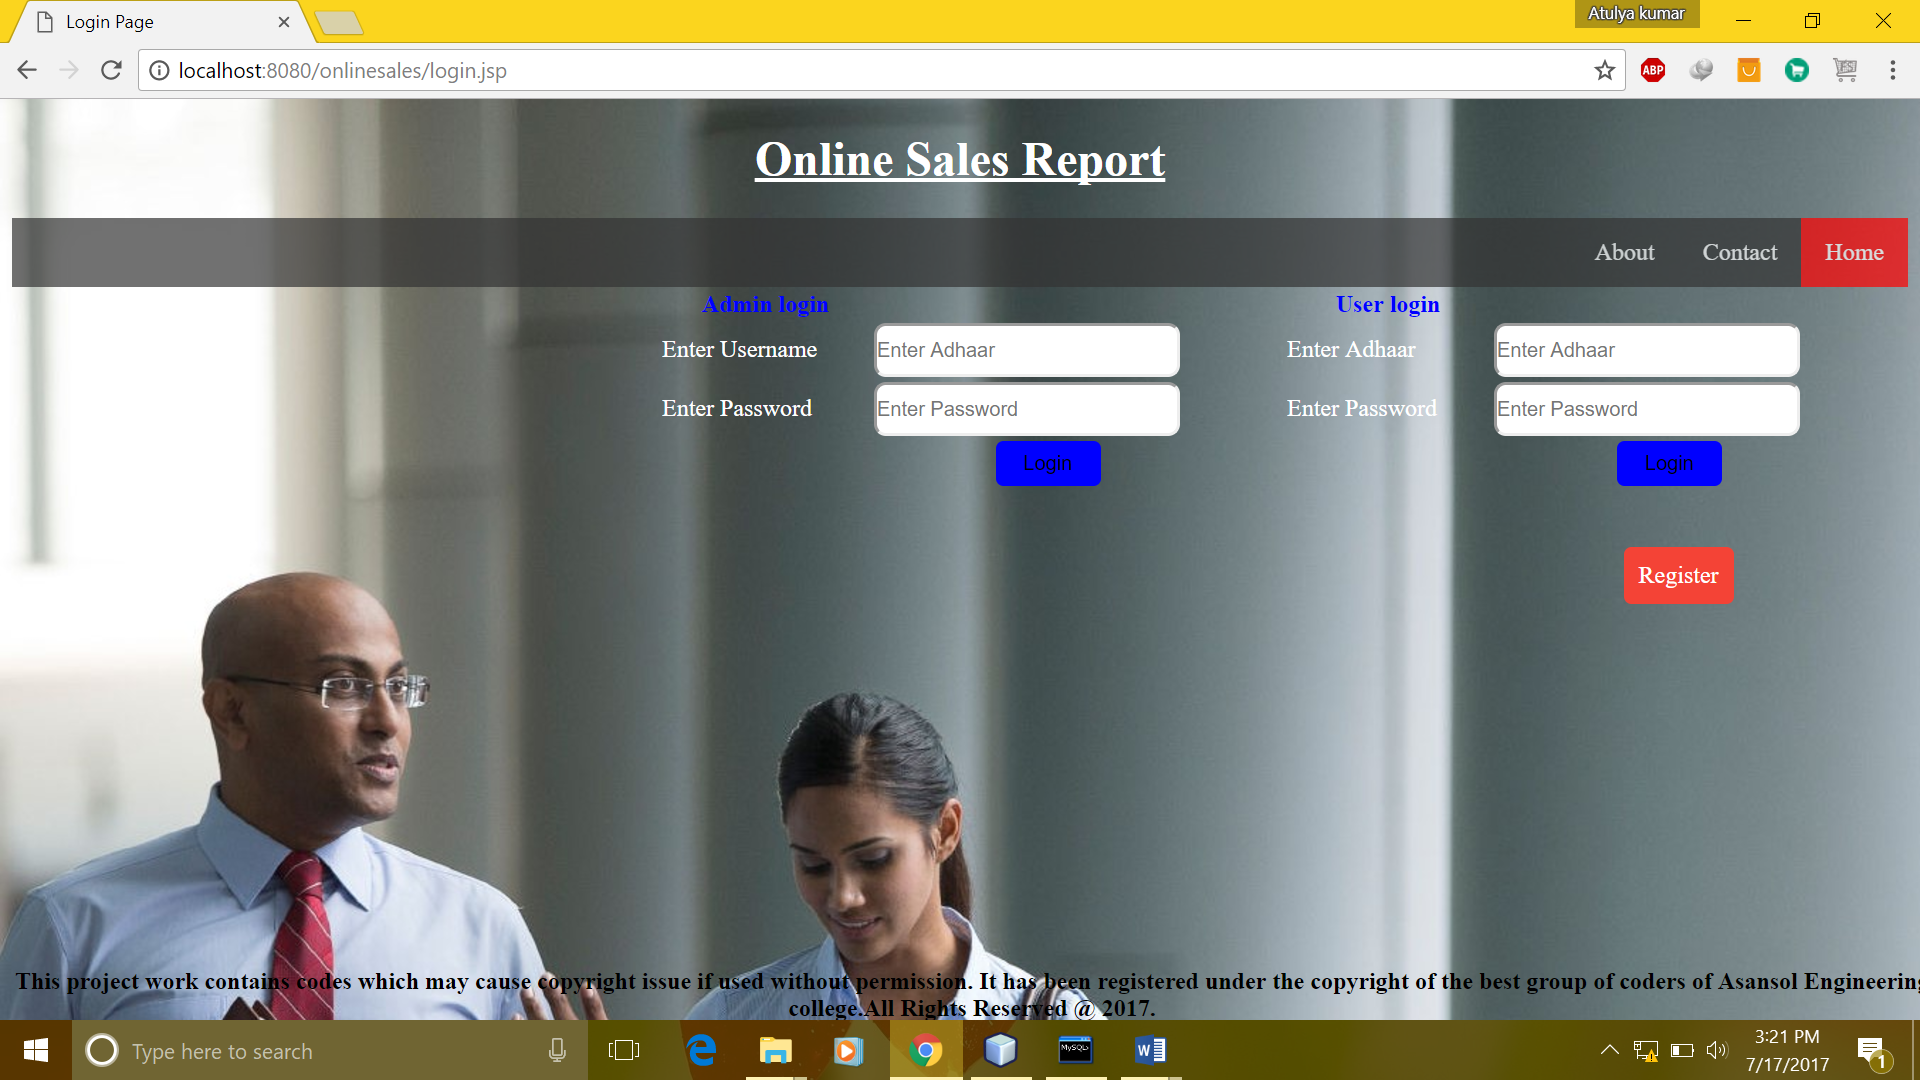 Login Page
Atulya kumar
localhost:8080/onlinesales/login.jsp
ABP
Online Sales Report
About Contact Home
Admin login User login
Enter Username Enter Adhaar Enter Adhaar Enter Adhaar
Enter Password Enter Password Enter Password Enter Password
Login Login
Register
This project work contains codes which may cause copyright issue if used without permission. It has been registered under the copyright of the best group of coders of Asansol Engineering
college.All Rights Reserved @ 2017.
Type here to search
MySQL>
3:21 PM
7/17/2017
1